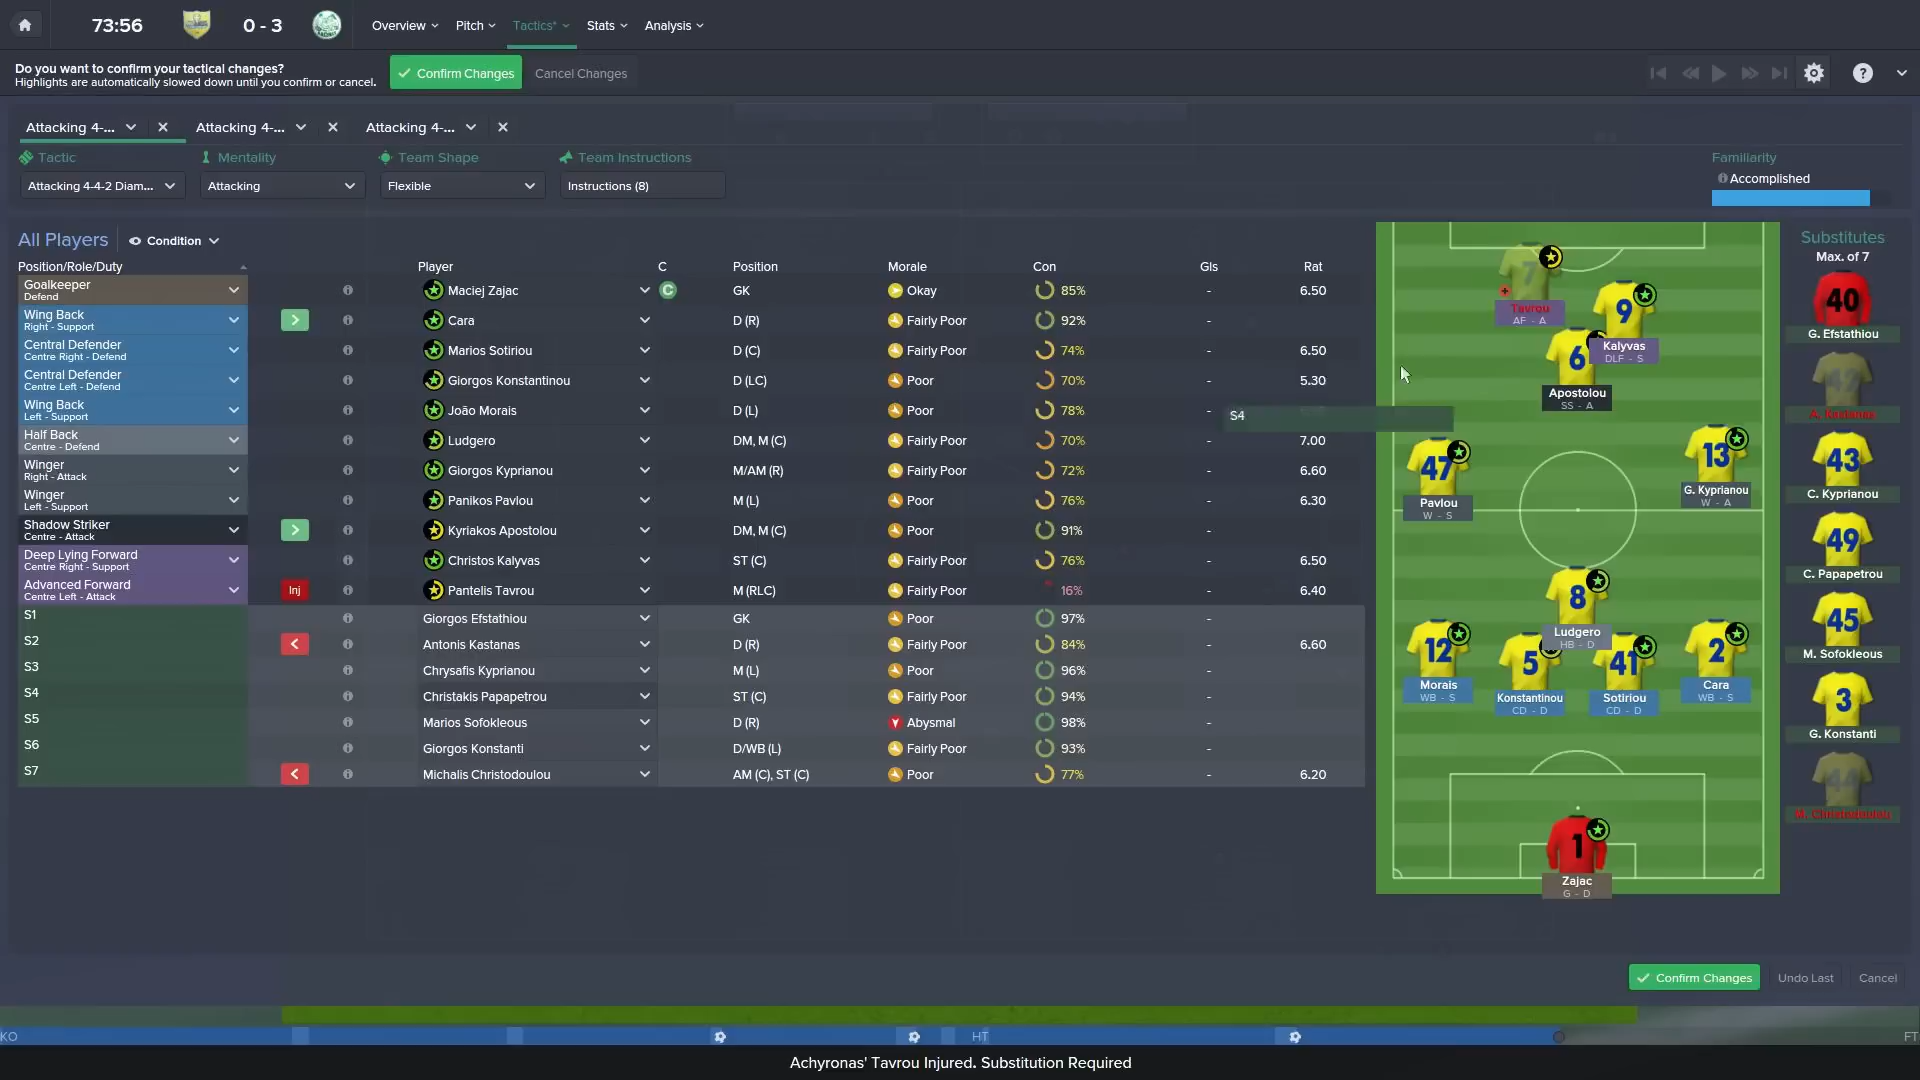 73:56
0 - 3
Overview
Pitch
Tactics*
Stats
Analysis
Do you want to confirm your tactical changes?
Highlights are automatically slowed down until you confirm or cancel.
Confirm Changes
Cancel Changes
?
Attacking 4-...
Attacking 4-...
Attacking 4-...
Tactic
Mentality
Team Shape
Team Instructions
Familiarity
Attacking 4-4-2 Diam...
Attacking
Flexible
Instructions (8)
Accomplished
All Players
Condition
Position/Role/Duty
Player
C
Position
Morale
Con
Gls
Rat
Goalkeeper
Defend
Maciej Zajac
C
GK
Okay
85%
-
6.50
Wing Back
Right - Support
Cara
D (R)
Fairly Poor
92%
-
Central Defender
Centre Right - Defend
Marios Sotiriou
D (C)
Fairly Poor
74%
-
6.50
Central Defender
Centre Left - Defend
Giorgos Konstantinou
D (LC)
Poor
70%
-
5.30
Wing Back
Left - Support
João Morais
D (L)
Poor
78%
-
S4
Half Back
Centre - Defend
Ludgero
DM, M (C)
Fairly Poor
70%
-
7.00
Winger
Right - Attack
Giorgos Kyprianou
M/AM (R)
Fairly Poor
72%
-
6.60
Winger
Left - Support
Panikos Pavlou
M (L)
Poor
76%
-
6.30
Shadow Striker
Centre - Attack
Kyriakos Apostolou
DM, M (C)
Poor
91%
-
Deep Lying Forward
Centre Right - Support
Christos Kalyvas
ST (C)
Fairly Poor
76%
-
6.50
Advanced Forward
Centre Left - Attack
Inj
Pantelis Tavrou
M (RLC)
Fairly Poor
16%
-
6.40
S1
Giorgos Efstathiou
GK
Poor
97%
-
S2
Antonis Kastanas
D (R)
Fairly Poor
84%
-
6.60
S3
Chrysafis Kyprianou
M (L)
Poor
96%
-
S4
Christakis Papapetrou
ST (C)
Fairly Poor
94%
-
S5
Marios Sofokleous
D (R)
Abysmal
98%
-
S6
Giorgos Konstanti
D/WB (L)
Fairly Poor
93%
-
S7
Michalis Christodoulou
AM (C), ST (C)
Poor
77%
-
6.20
7
Tavrou
AF - A
9
Kalyvas
DLF - S
6
Apostolou
SS - A
47
Pavlou
W - S
13
G. Kyprianou
W - A
8
Ludgero
HB - D
12
Morais
WB - S
5
Konstantinou
CD - D
41
Sotiriou
CD - D
2
Cara
WB - S
1
Zajac
G - D
Substitutes
Max. of 7
40
G. Efstathiou
A. Kastanas
43
C. Kyprianou
49
C. Papapetrou
45
M. Sofokleous
3
G. Konstanti
44
M. Christodoulou
Confirm Changes
Undo Last
Cancel
KO
HT
FT
Achyronas' Tavrou Injured. Substitution Required